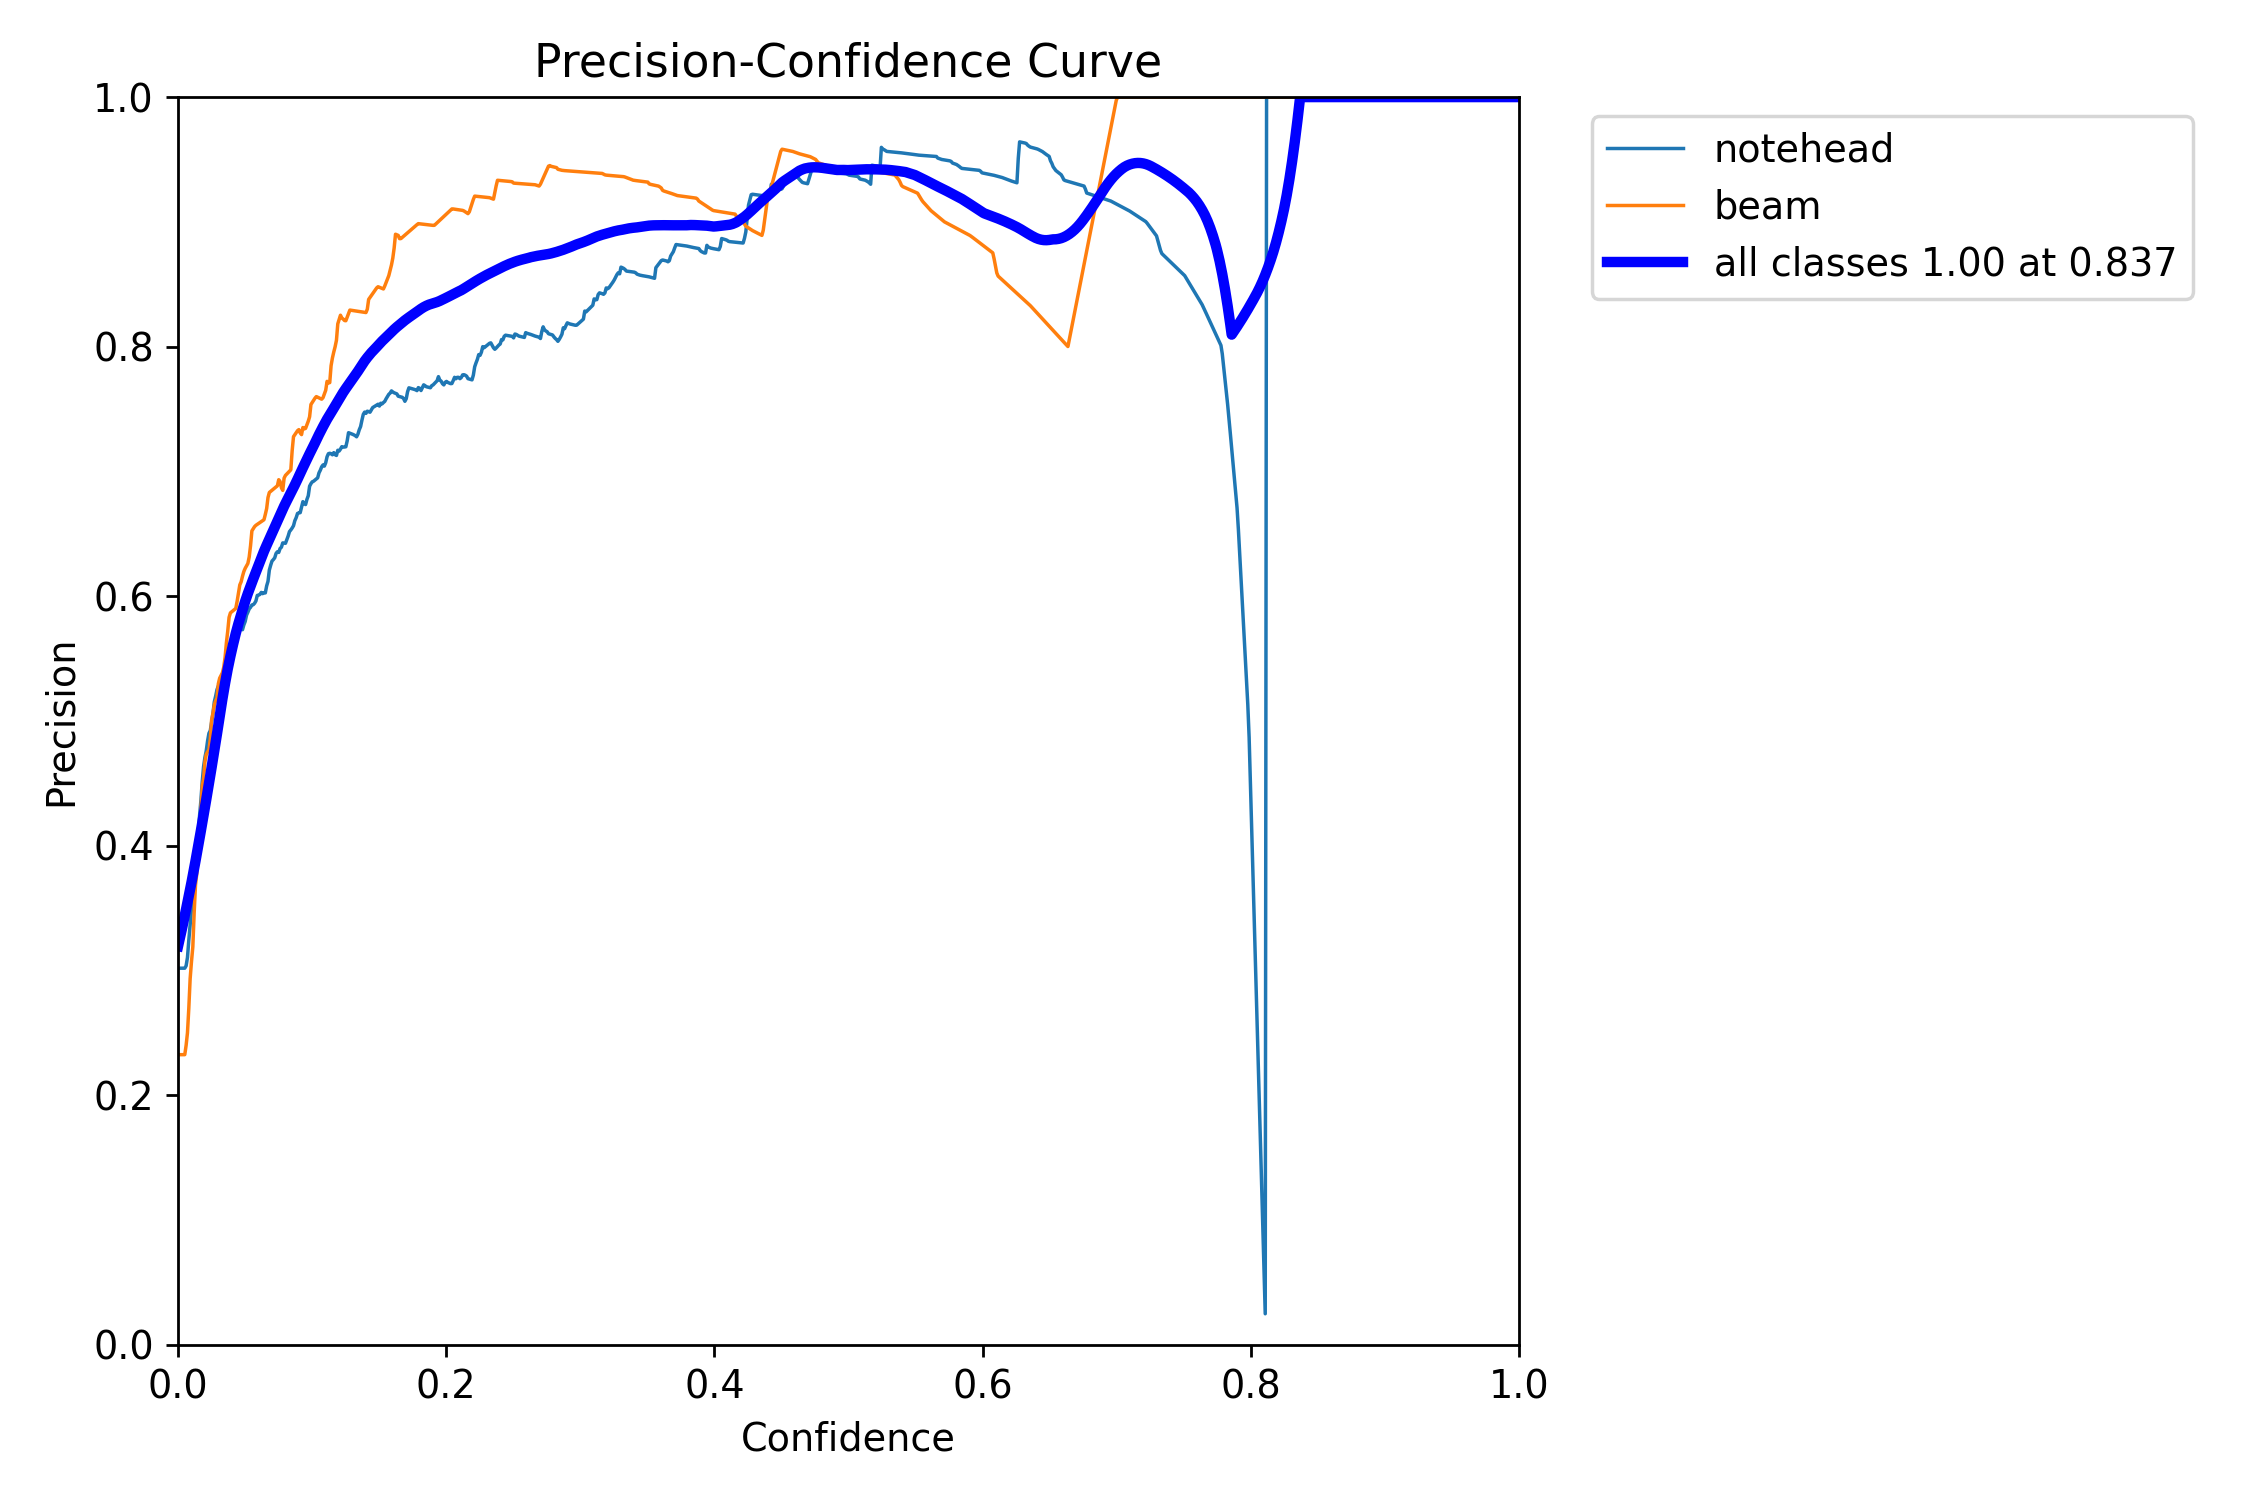 Precision-Confidence Curve
1.0
0.8
0.6
0.4
0.2
0.0
Precision
0.0 0.2 0.4 0.6 0.8 1.0
Confidence
notehead
beam
all classes 1.00 at 0.837